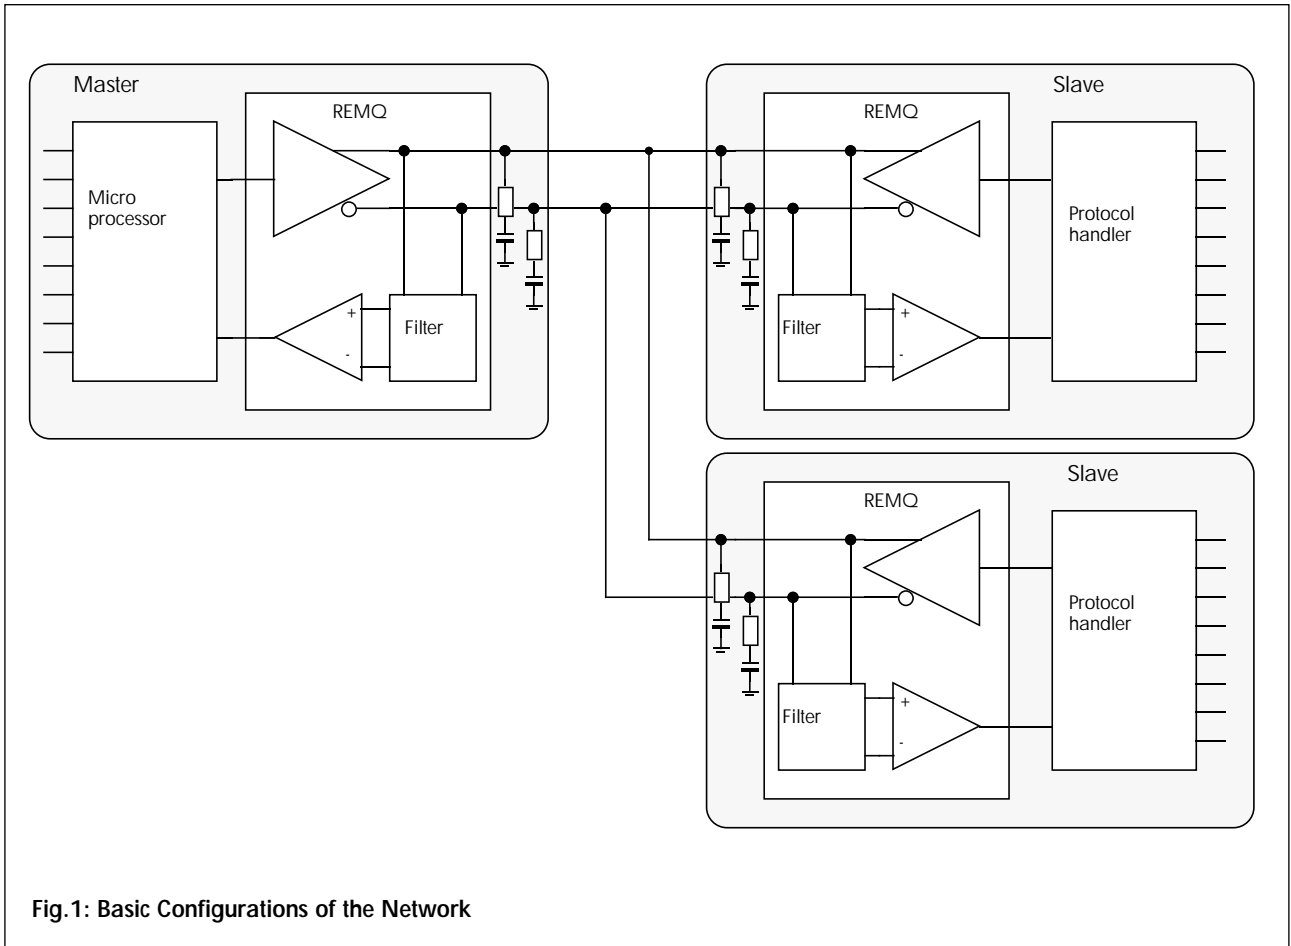 Master
REMQ
Micro
processor
+
-
Filter
Slave
REMQ
Protocol
handler
Filter
+
-
Slave
REMQ
Protocol
handler
Filter
+
-
Fig.1: Basic Configurations of the Network